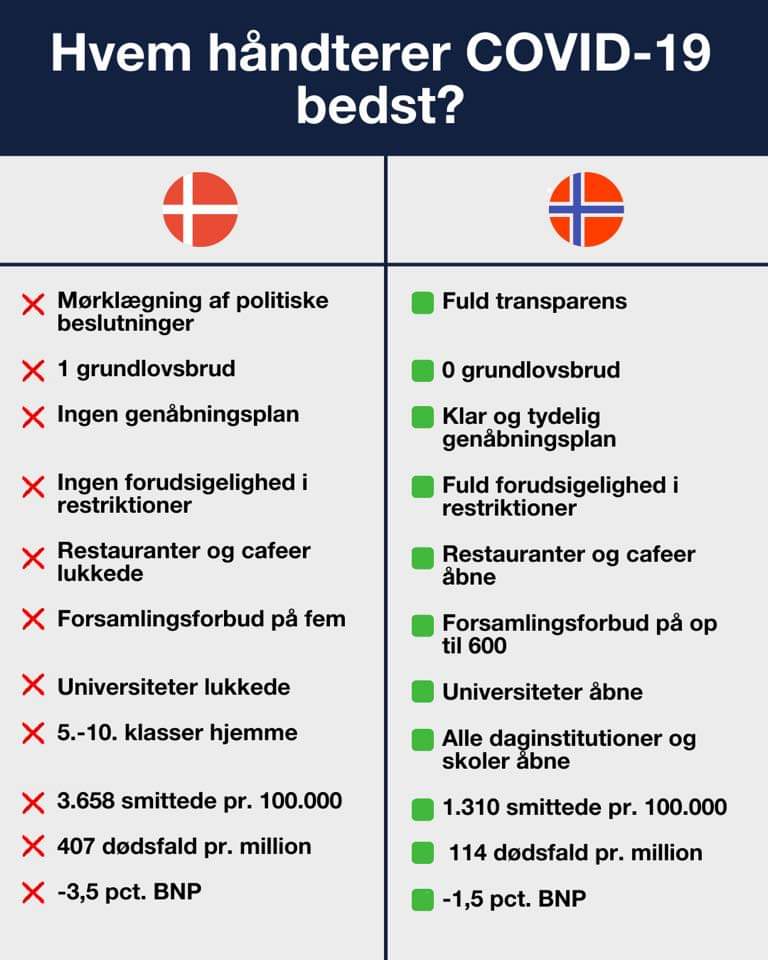 Hvem håndterer COVID-19
bedst?
Mørklægning af politiske
beslutninger
1 grundlovsbrud
Ingen genåbningsplan
Ingen forudsigelighed i
restriktioner
Restauranter og cafeer
lukkede
Forsamlingsforbud på fem
Universiteter lukkede
5.-10. klasser hjemme
3.658 smittede pr. 100.000
407 dødsfald pr. million
-3,5 pct. BNP
Fuld transparens
0 grundlovsbrud
Klar og tydelig
genåbningsplan
Fuld forudsigelighed i
restriktioner
Restauranter og cafeer
åbne
Forsamlingsforbud på op
til 600
Universiteter åbne
Alle daginstitutioner og
skoler åbne
1.310 smittede pr. 100.000
114 dødsfald pr. million
-1,5 pct. BNP